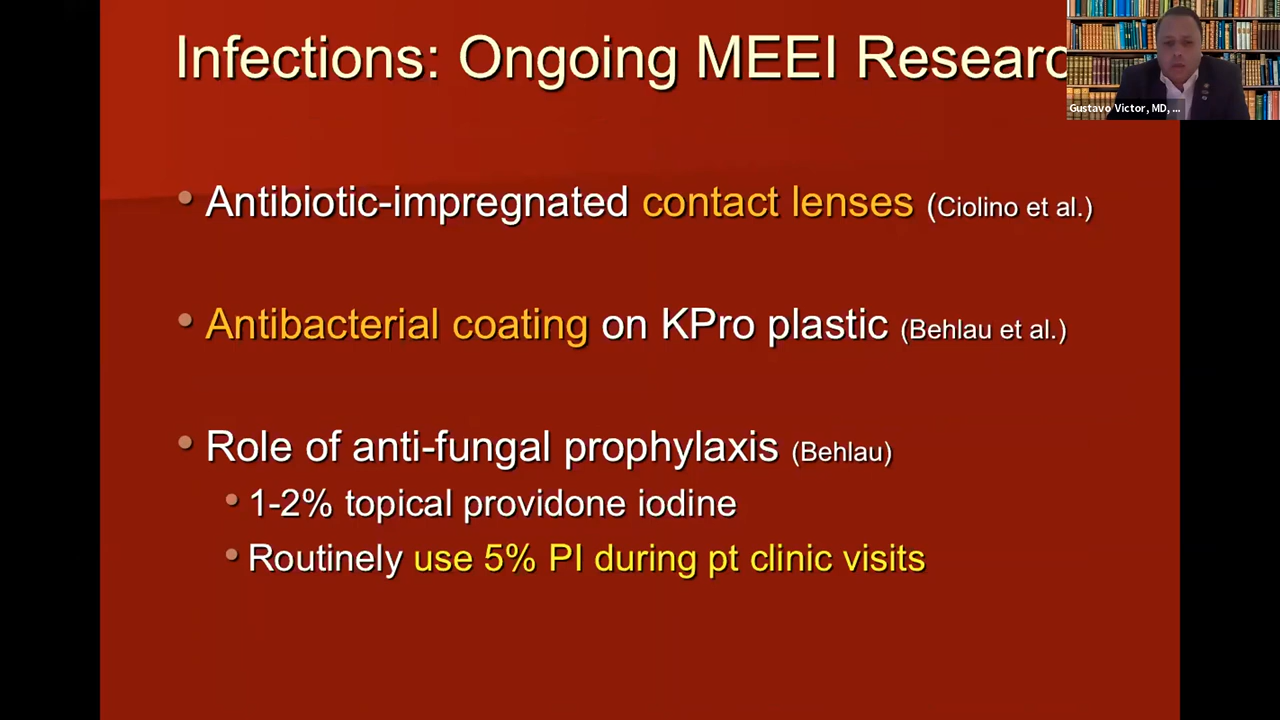 Infections: Ongoing MEEI Researc
Gustavo Victor, MD, ...
• Antibiotic-impregnated contact lenses (Ciolino et al.)
• Antibacterial coating on KPro plastic (Behlau et al.)
• Role of anti-fungal prophylaxis (Behlau)
• 1-2% topical providone iodine
• Routinely use 5% PI during pt clinic visits